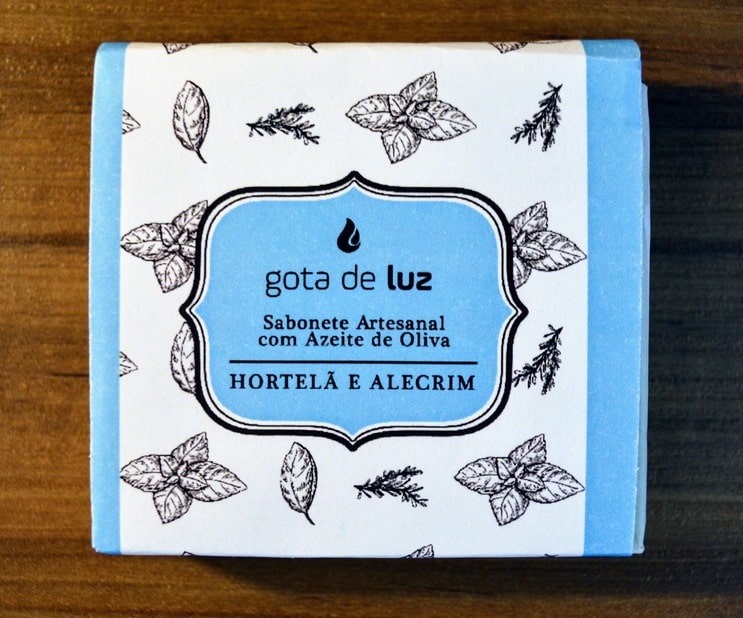 gota de luz
Sabonete Artesanal
com Azeite de Oliva
HORTELÃ E ALECRIM